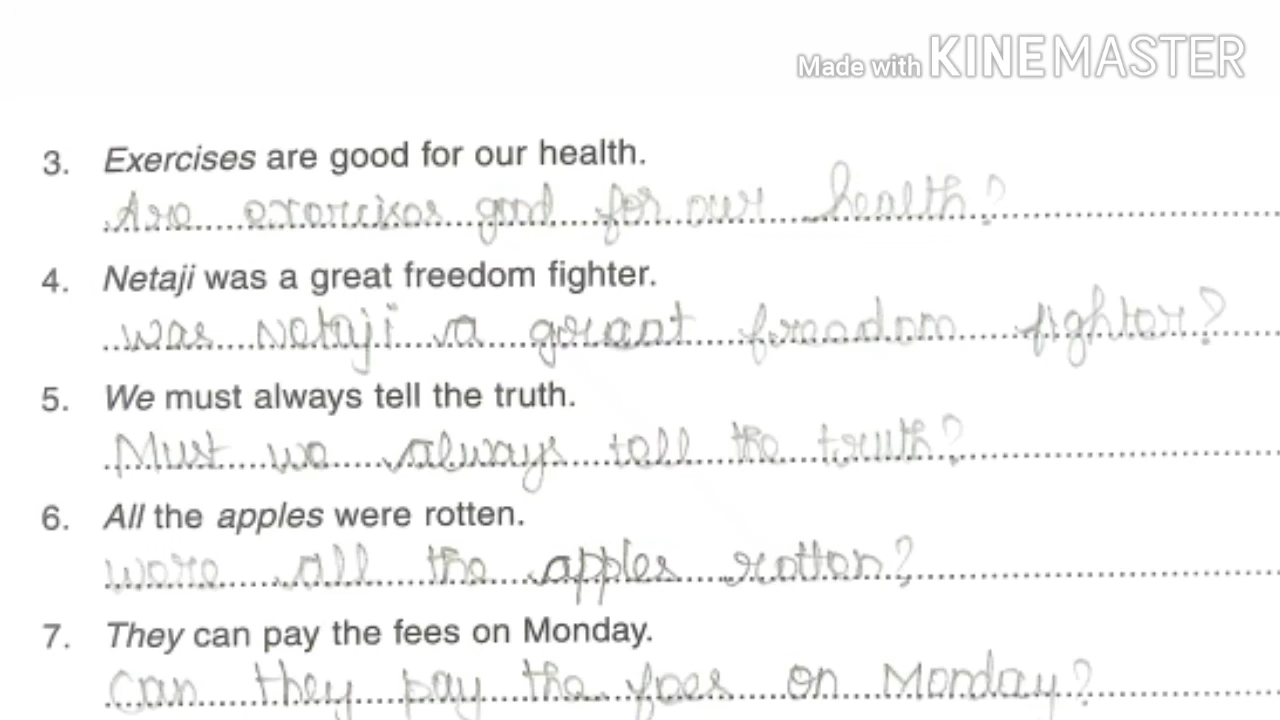 Made with KINEMASTER
3. Exercises are good for our health.
Are exercises good for our health?
4. Netaji was a great freedom fighter.
Was Netaji a great freedom fighter?
5. We must always tell the truth.
Must we always tell the truth?
6. All the apples were rotten.
Were all the apples rotten?
7. They can pay the fees on Monday.
Can they pay the fees on Monday?